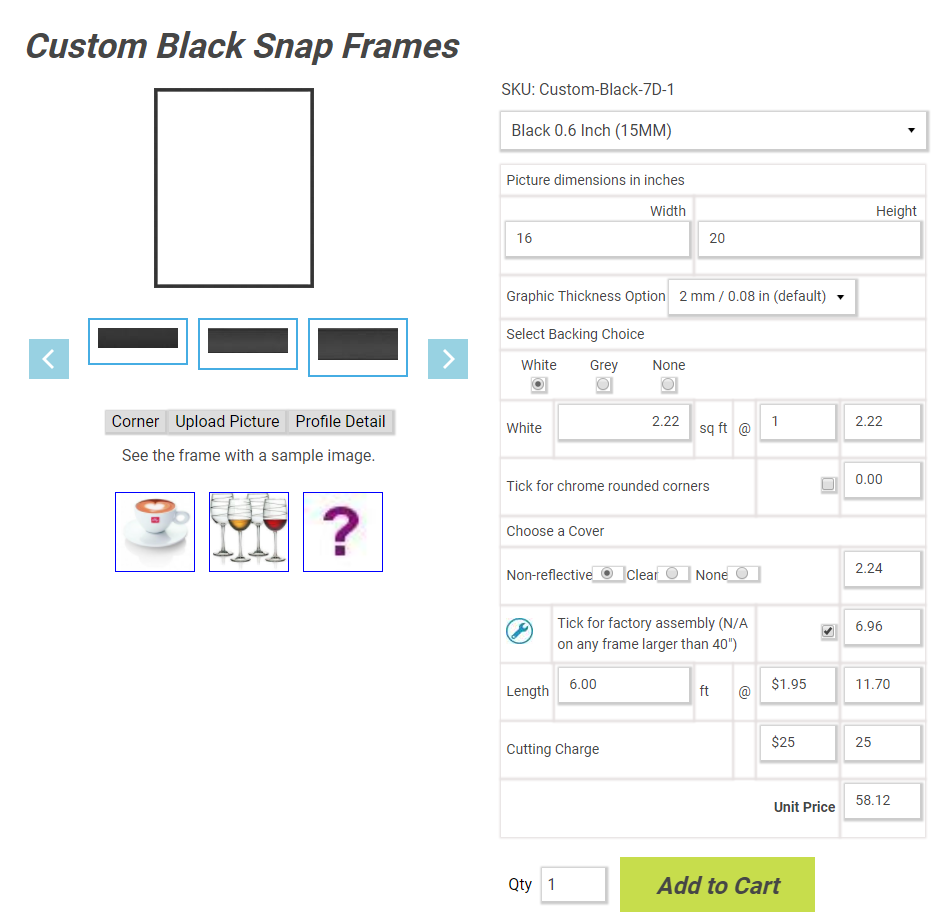 Custom Black Snap Frames
SKU: Custom-Black-7D-1
Black 0.6 Inch (15MM)
Picture dimensions in inches
Width Height
16 20
Graphic Thickness Option 2 mm / 0.08 in (default)
Select Backing Choice
White Grey None
White 2.22 sq ft @ 1 2.22
Tick for chrome rounded corners 0.00
Choose a Cover
Non-reflective Clear None 2.24
Tick for factory assembly (N/A
on any frame larger than 40") 6.96
Length 6.00 ft @ $1.95 11.70
Cutting Charge $25 25
Unit Price 58.12
Qty 1 Add to Cart
Corner Upload Picture Profile Detail
See the frame with a sample image.
?